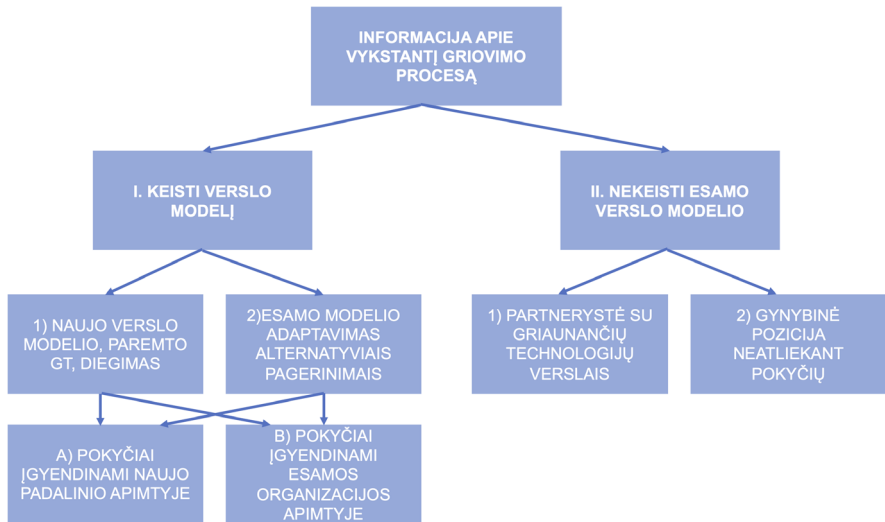 INFORMACIJA APIE
VYKSTANTĮ GRIOVIMO
PROCESĄ
I. KEISTI VERSLO
MODELĮ
II. NEKEISTI ESAMO
VERSLO MODELIO
1) NAUJO VERSLO
MODELIO, PAREMTO
GT, DIEGIMAS
2)ESAMO MODELIO
ADAPTAVIMAS
ALTERNATYVIAIS
PAGERINIMAIS
1) PARTNERYSTĖ SU
GRIAUNANČIŲ
TECHNOLOGIJŲ
VERSLAIS
2) GYNYBINĖ
POZICIJA
NEATLIEKANT
POKYČIŲ
A) POKYČIAI
ĮGYENDINAMI NAUJO
PADALINIO APIMTYJE
B) POKYČIAI
ĮGYENDINAMI
ESAMOS
ORGANIZACIJOS
APIMTYJE